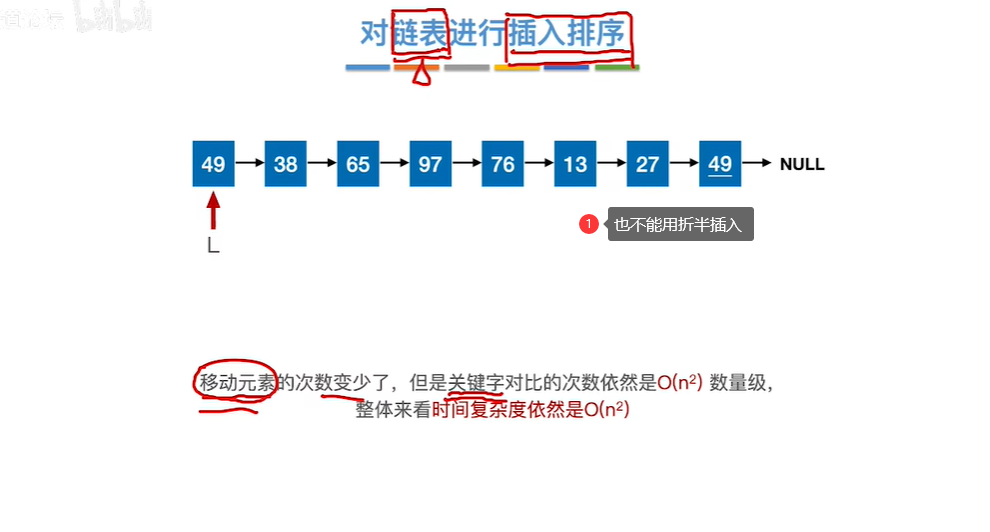 bilibili
对链表进行插入排序
49 38 65 97 76 13 27 49 NULL
1 也不能用折半插入
L
移动元素的次数变少了，但是关键字对比的次数依然是O(n²) 数量级，
整体来看时间复杂度依然是O(n²)